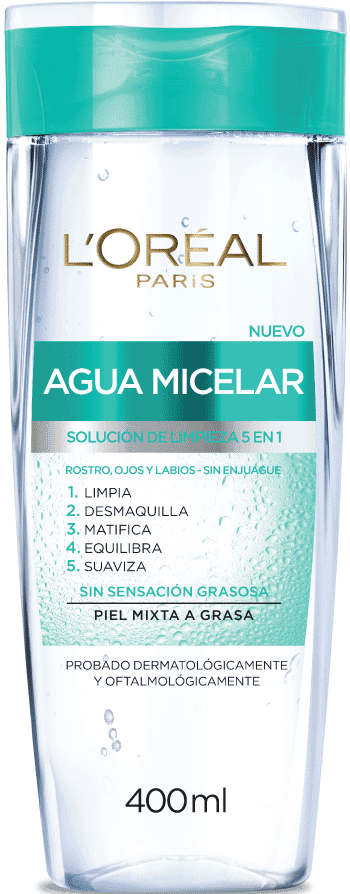 L'ORÉAL
PARIS
NUEVO
AGUA MICELAR
SOLUCIÓN DE LIMPIEZA 5 EN 1
ROSTRO, OJOS Y LABIOS - SIN ENJUAGUE
1. LIMPIA
2. DESMAQUILLA
3. MATIFICA
4. EQUILIBRA
5. SUAVIZA
SIN SENSACIÓN GRASOSA
PIEL MIXTA A GRASA
PROBADO DERMATOLÓGICAMENTE
Y OFTALMOLÓGICAMENTE
400ml